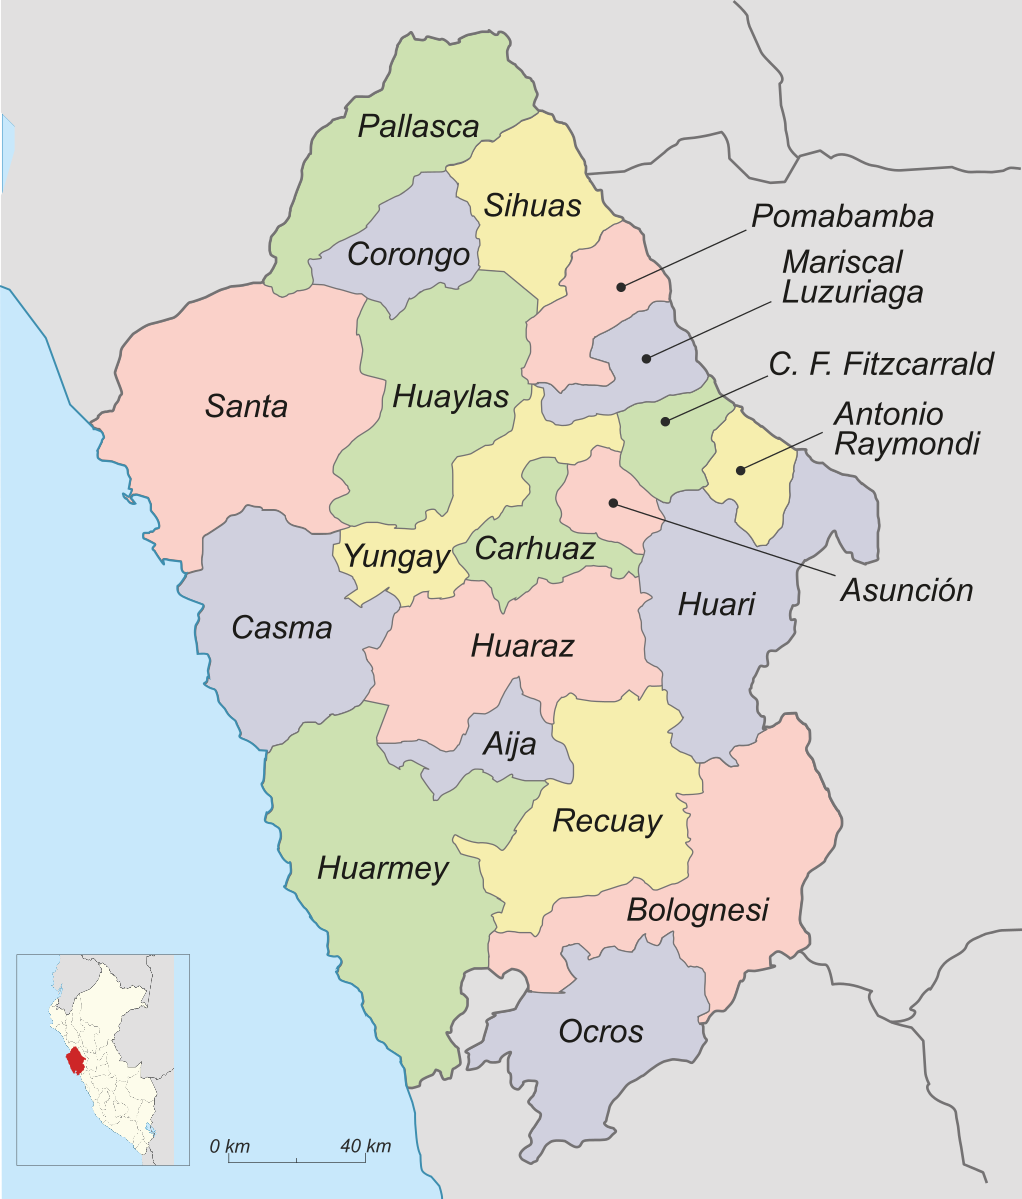 Pallasca
Sihuas
Pomabamba
Corongo
Mariscal
Luzuriaga
C. F. Fitzcarrald
Santa
Huaylas
Antonio
Raymondi
Yungay
Carhuaz
Asunción
Huari
Casma
Huaraz
Aija
Recuay
Huarmey
Bolognesi
Ocros
0 km
40 km